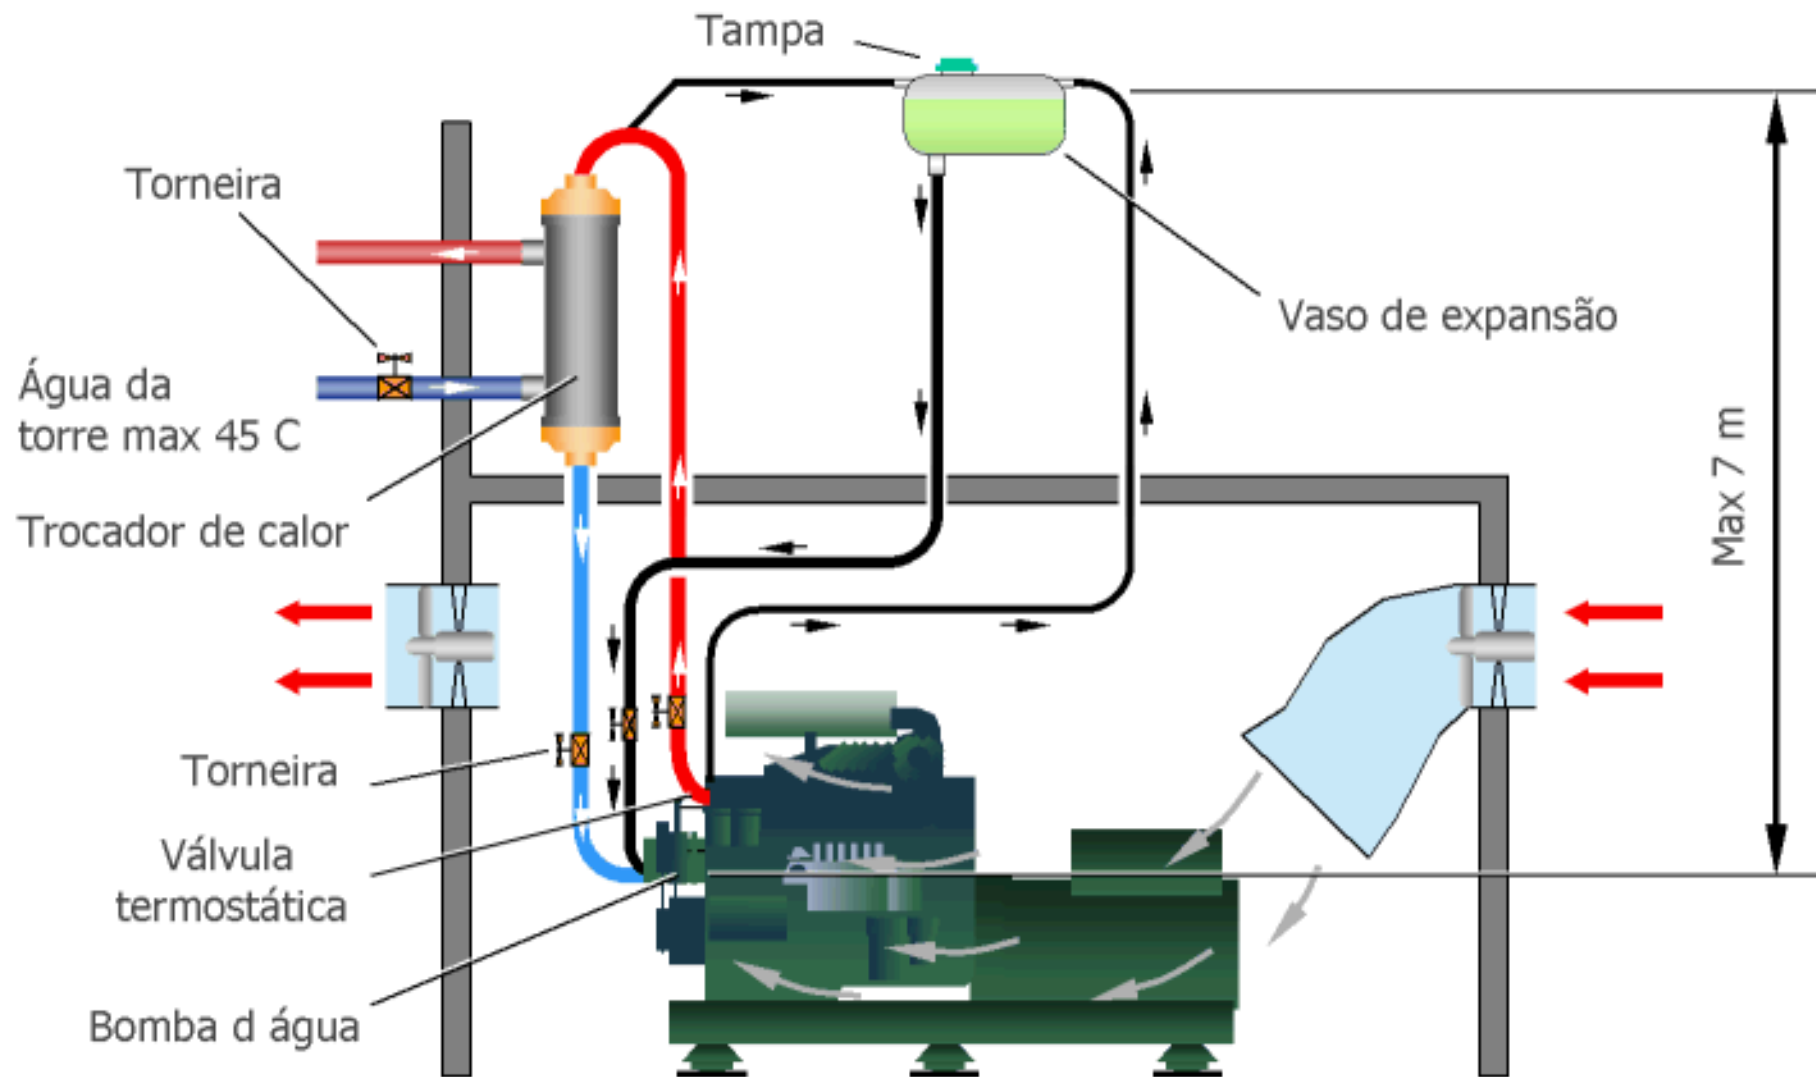 Tampa
Torneira
Vaso de expansão
Água da
torre max 45 C
Max 7 m
Trocador de calor
Torneira
Válvula
termostática
Bomba d água